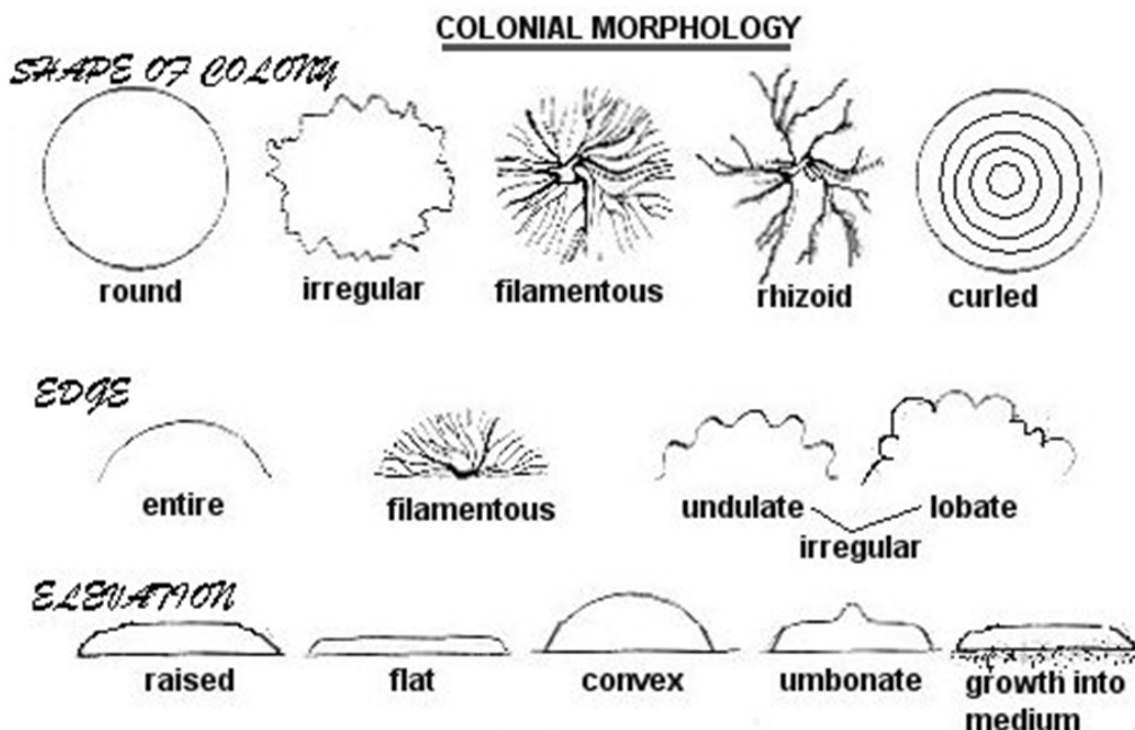 COLONIAL MORPHOLOGY
SHAPE OF COLONY
round
irregular
filamentous
rhizoid
curled
EDGE
entire
filamentous
undulate
lobate
irregular
ELEVATION
raised
flat
convex
umbonate
growth into
medium